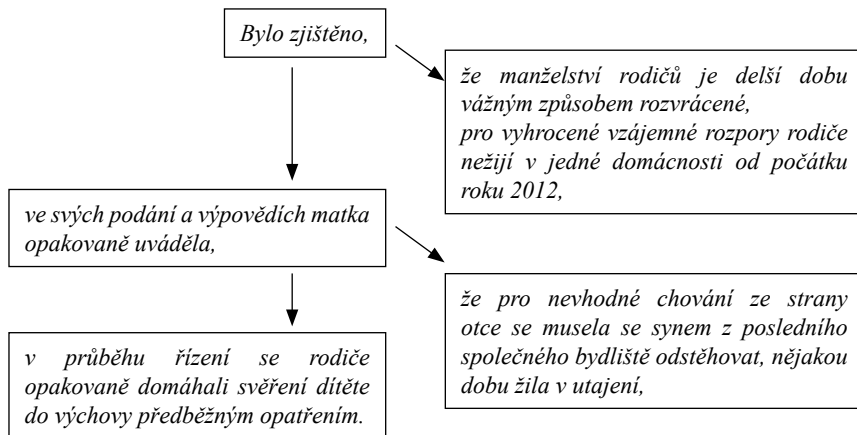 Bylo zjištěno,
že manželství rodičů je delší dobu
vážným způsobem rozvrácené,
pro vyhrocené vzájemné rozpory rodiče
nežijí v jedné domácnosti od počátku
roku 2012,
ve svých podání a výpovědích matka
opakovaně uváděla,
že pro nevhodné chování ze strany
otce se musela se synem z posledního
společného bydliště odstěhovat, nějakou
dobu žila v utajení,
v průběhu řízení se rodiče
opakovaně domáhali svěření dítěte
do výchovy předběžným opatřením.